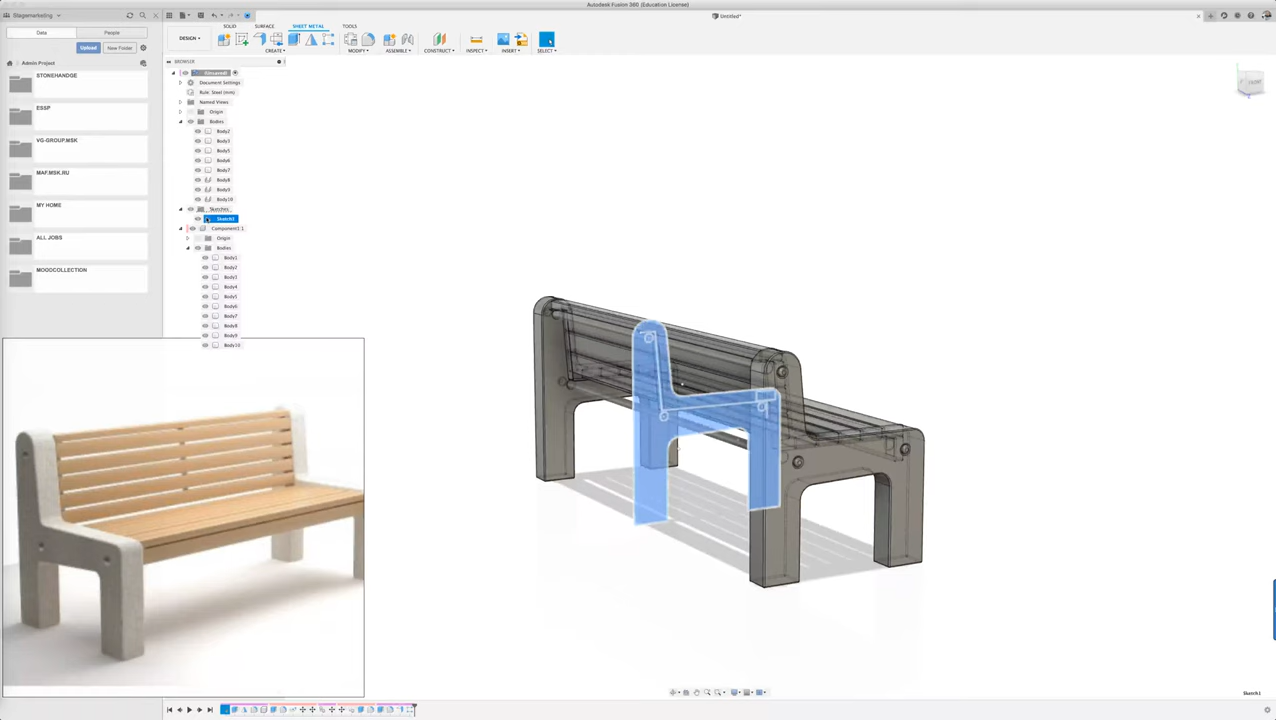 Autodesk Fusion 360 (Education License)
Stagemarketing
Untitled*
Data
People
SOLID
SURFACE
SHEET METAL
TOOLS
Upload
New Folder
DESIGN
CREATE
MODIFY
ASSEMBLE
CONSTRUCT
INSPECT
INSERT
SELECT
Admin Project
BROWSER
(Unsaved)
Document Settings
Rule: Steel (mm)
Named Views
Origin
Bodies
Body2
Body3
Body5
Body6
Body7
Body8
Body9
Body10
Sketches
Sketch1
Component1:1
Origin
Bodies
Body1
Body2
Body3
Body4
Body5
Body6
Body7
Body8
Body9
Body10
STONEHANDGE
ESSP
VG-GROUP.MSK
MAF.MSK.RU
MY HOME
ALL JOBS
MOGOCOLLECTION
FRONT
Sketch1